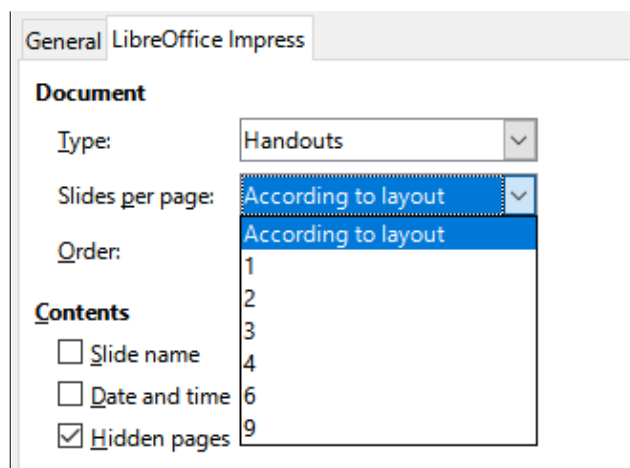 General LibreOffice Impress
Document
Type: Handouts
Slides per page: According to layout
According to layout
Order:
1
2
3
4
6
9
Contents
Slide name
Date and time
Hidden pages